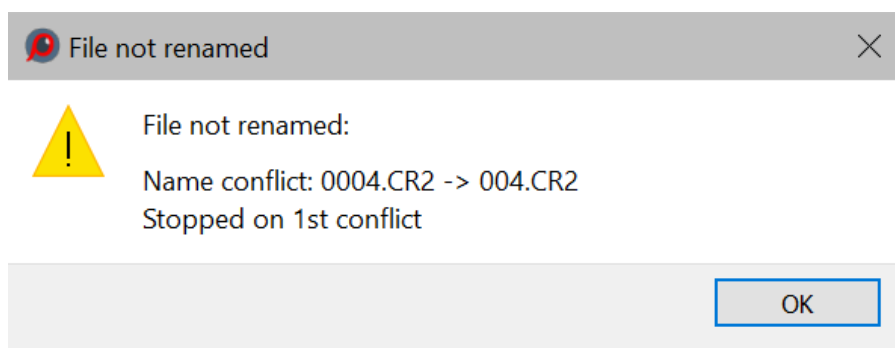 File not renamed
File not renamed:
Name conflict: 0004.CR2 -> 004.CR2
Stopped on 1st conflict
OK